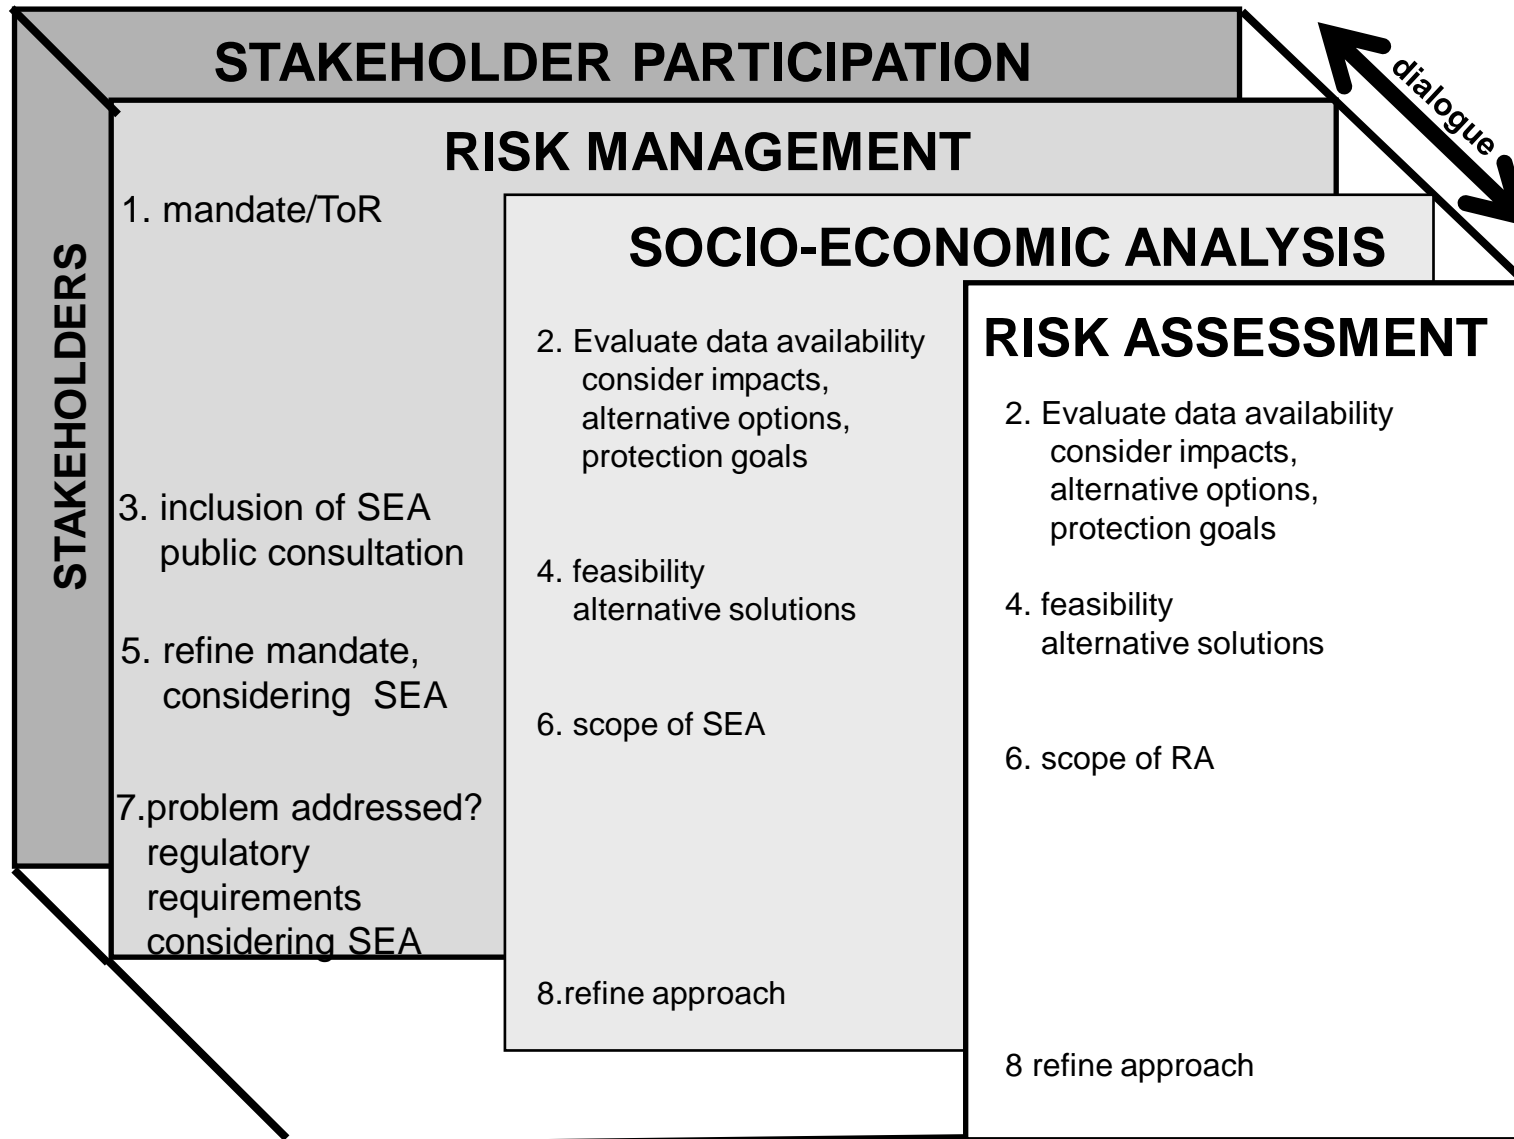 STAKEHOLDER PARTICIPATION
dialogue
STAKEHOLDERS
RISK MANAGEMENT
1. mandate/ToR
3. inclusion of SEA
public consultation
5. refine mandate,
considering SEA
7.problem addressed?
regulatory
requirements
considering SEA
SOCIO-ECONOMIC ANALYSIS
2. Evaluate data availability
consider impacts,
alternative options,
protection goals
4. feasibility
alternative solutions
6. scope of SEA
8.refine approach
RISK ASSESSMENT
2. Evaluate data availability
consider impacts,
alternative options,
protection goals
4. feasibility
alternative solutions
6. scope of RA
8 refine approach